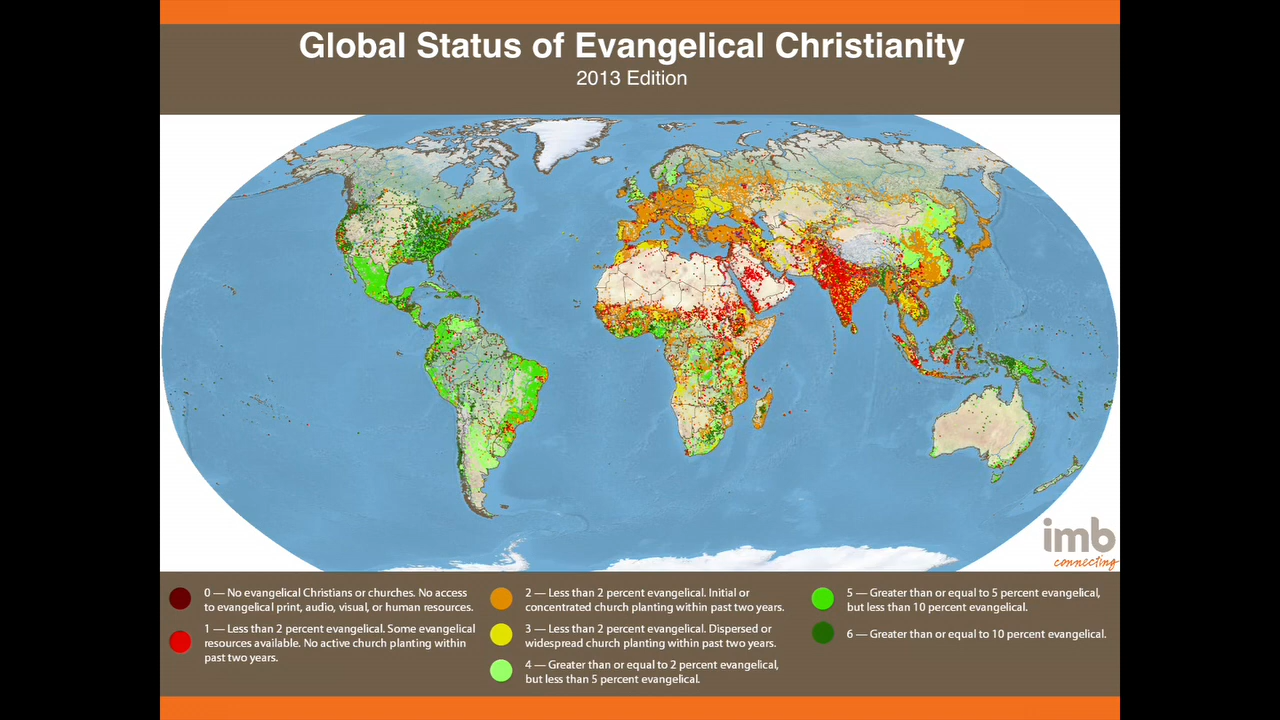 Global Status of Evangelical Christianity
2013 Edition
imb
connecting
0 — No evangelical Christians or churches. No access
to evangelical print, audio, visual, or human resources.
1 — Less than 2 percent evangelical. Some evangelical
resources available. No active church planting within
past two years.
2 — Less than 2 percent evangelical. Initial or
concentrated church planting within past two years.
3 — Less than 2 percent evangelical. Dispersed or
widespread church planting within past two years.
4 — Greater than or equal to 2 percent evangelical,
but less than 5 percent evangelical.
5 — Greater than or equal to 5 percent evangelical,
but less than 10 percent evangelical.
6 — Greater than or equal to 10 percent evangelical.